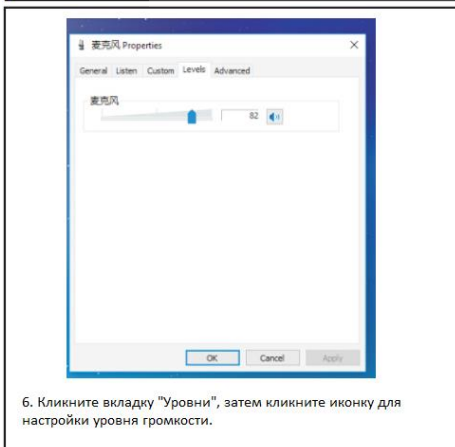 麦克风 Properties
General Listen Custom Levels Advanced
麦克风
82
OK Cancel Apply
6. Кликните вкладку "Уровни", затем кликните иконку для
настройки уровня громкости.